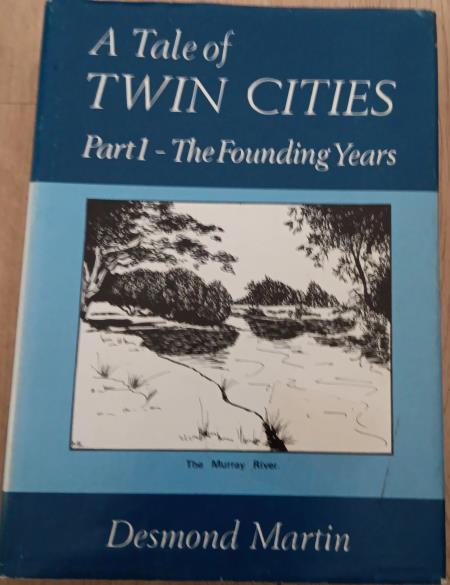 A Tale of
TWIN CITIES
Part 1 - The Founding Years
The Murray River.
Desmond Martin